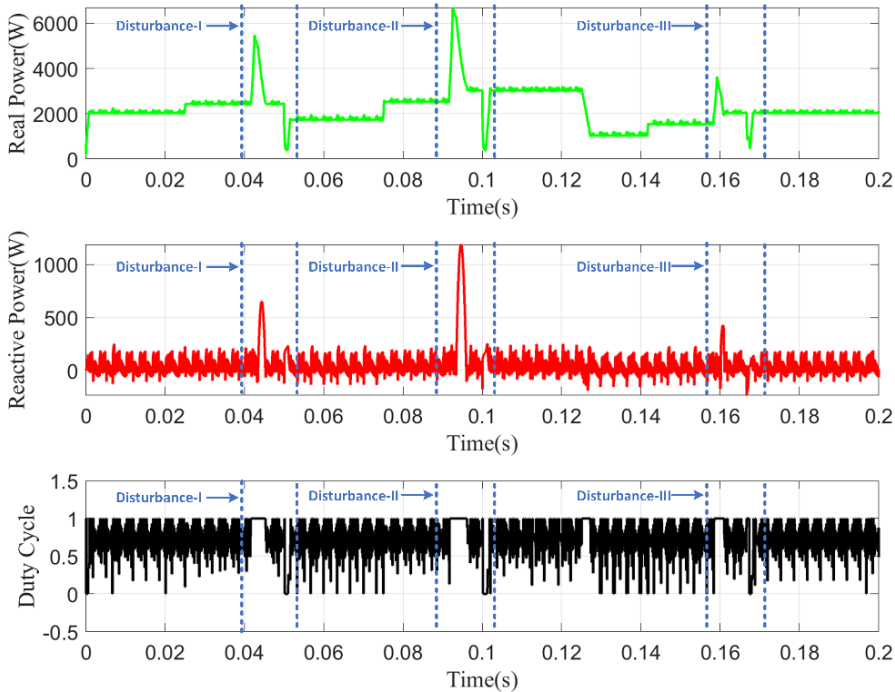 6000
4000
2000
0
Real Power(W)
Disturbance-I
Disturbance-II
Disturbance-III
0 0.02 0.04 0.06 0.08 0.1 0.12 0.14 0.16 0.18 0.2
Time(s)
1000
500
0
Reactive Power(W)
Disturbance-I
Disturbance-II
Disturbance-III
0 0.02 0.04 0.06 0.08 0.1 0.12 0.14 0.16 0.18 0.2
Time(s)
1.5
1
0.5
0
-0.5
Duty Cycle
Disturbance-I
Disturbance-II
Disturbance-III
0 0.02 0.04 0.06 0.08 0.1 0.12 0.14 0.16 0.18 0.2
Time(s)